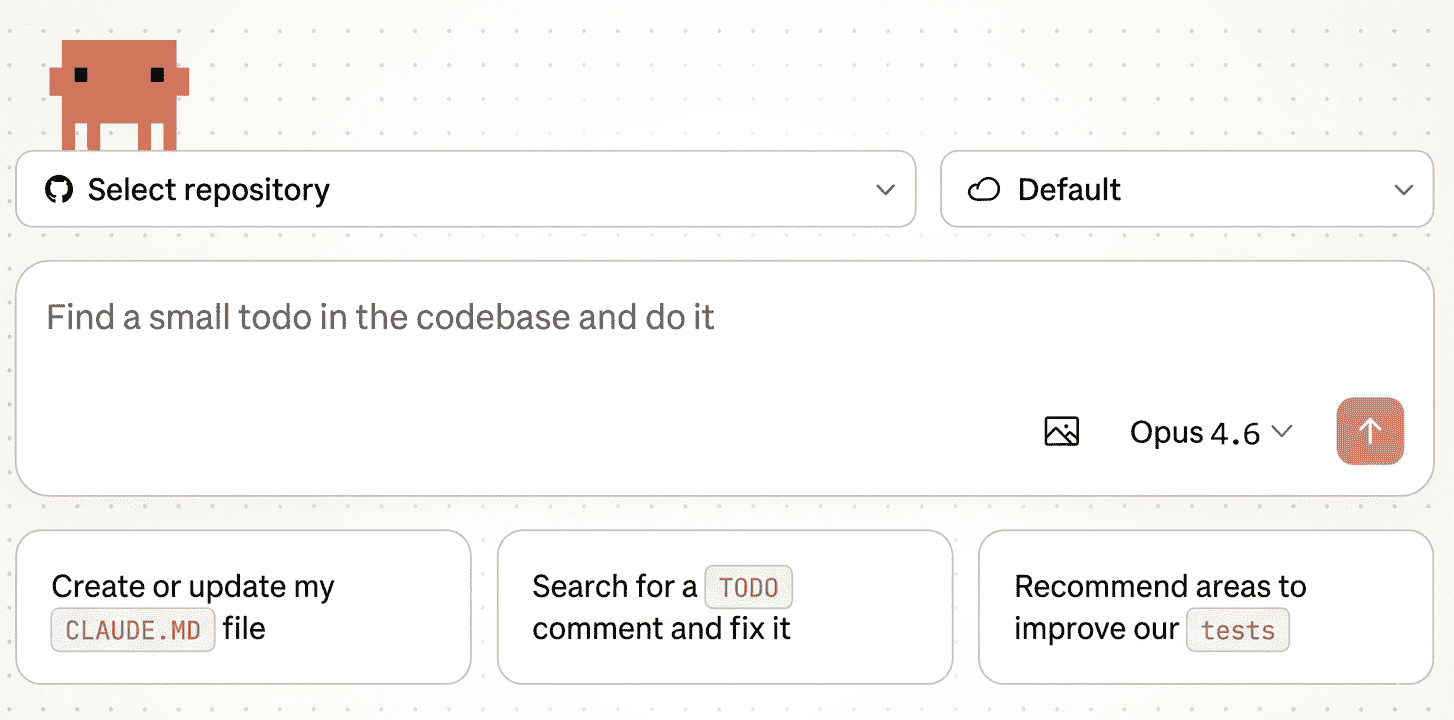 Select repository
Default
Find a small todo in the codebase and do it
Opus 4.6
Create or update my
CLAUDE.MD file
Search for a TODO
comment and fix it
Recommend areas to
improve our tests